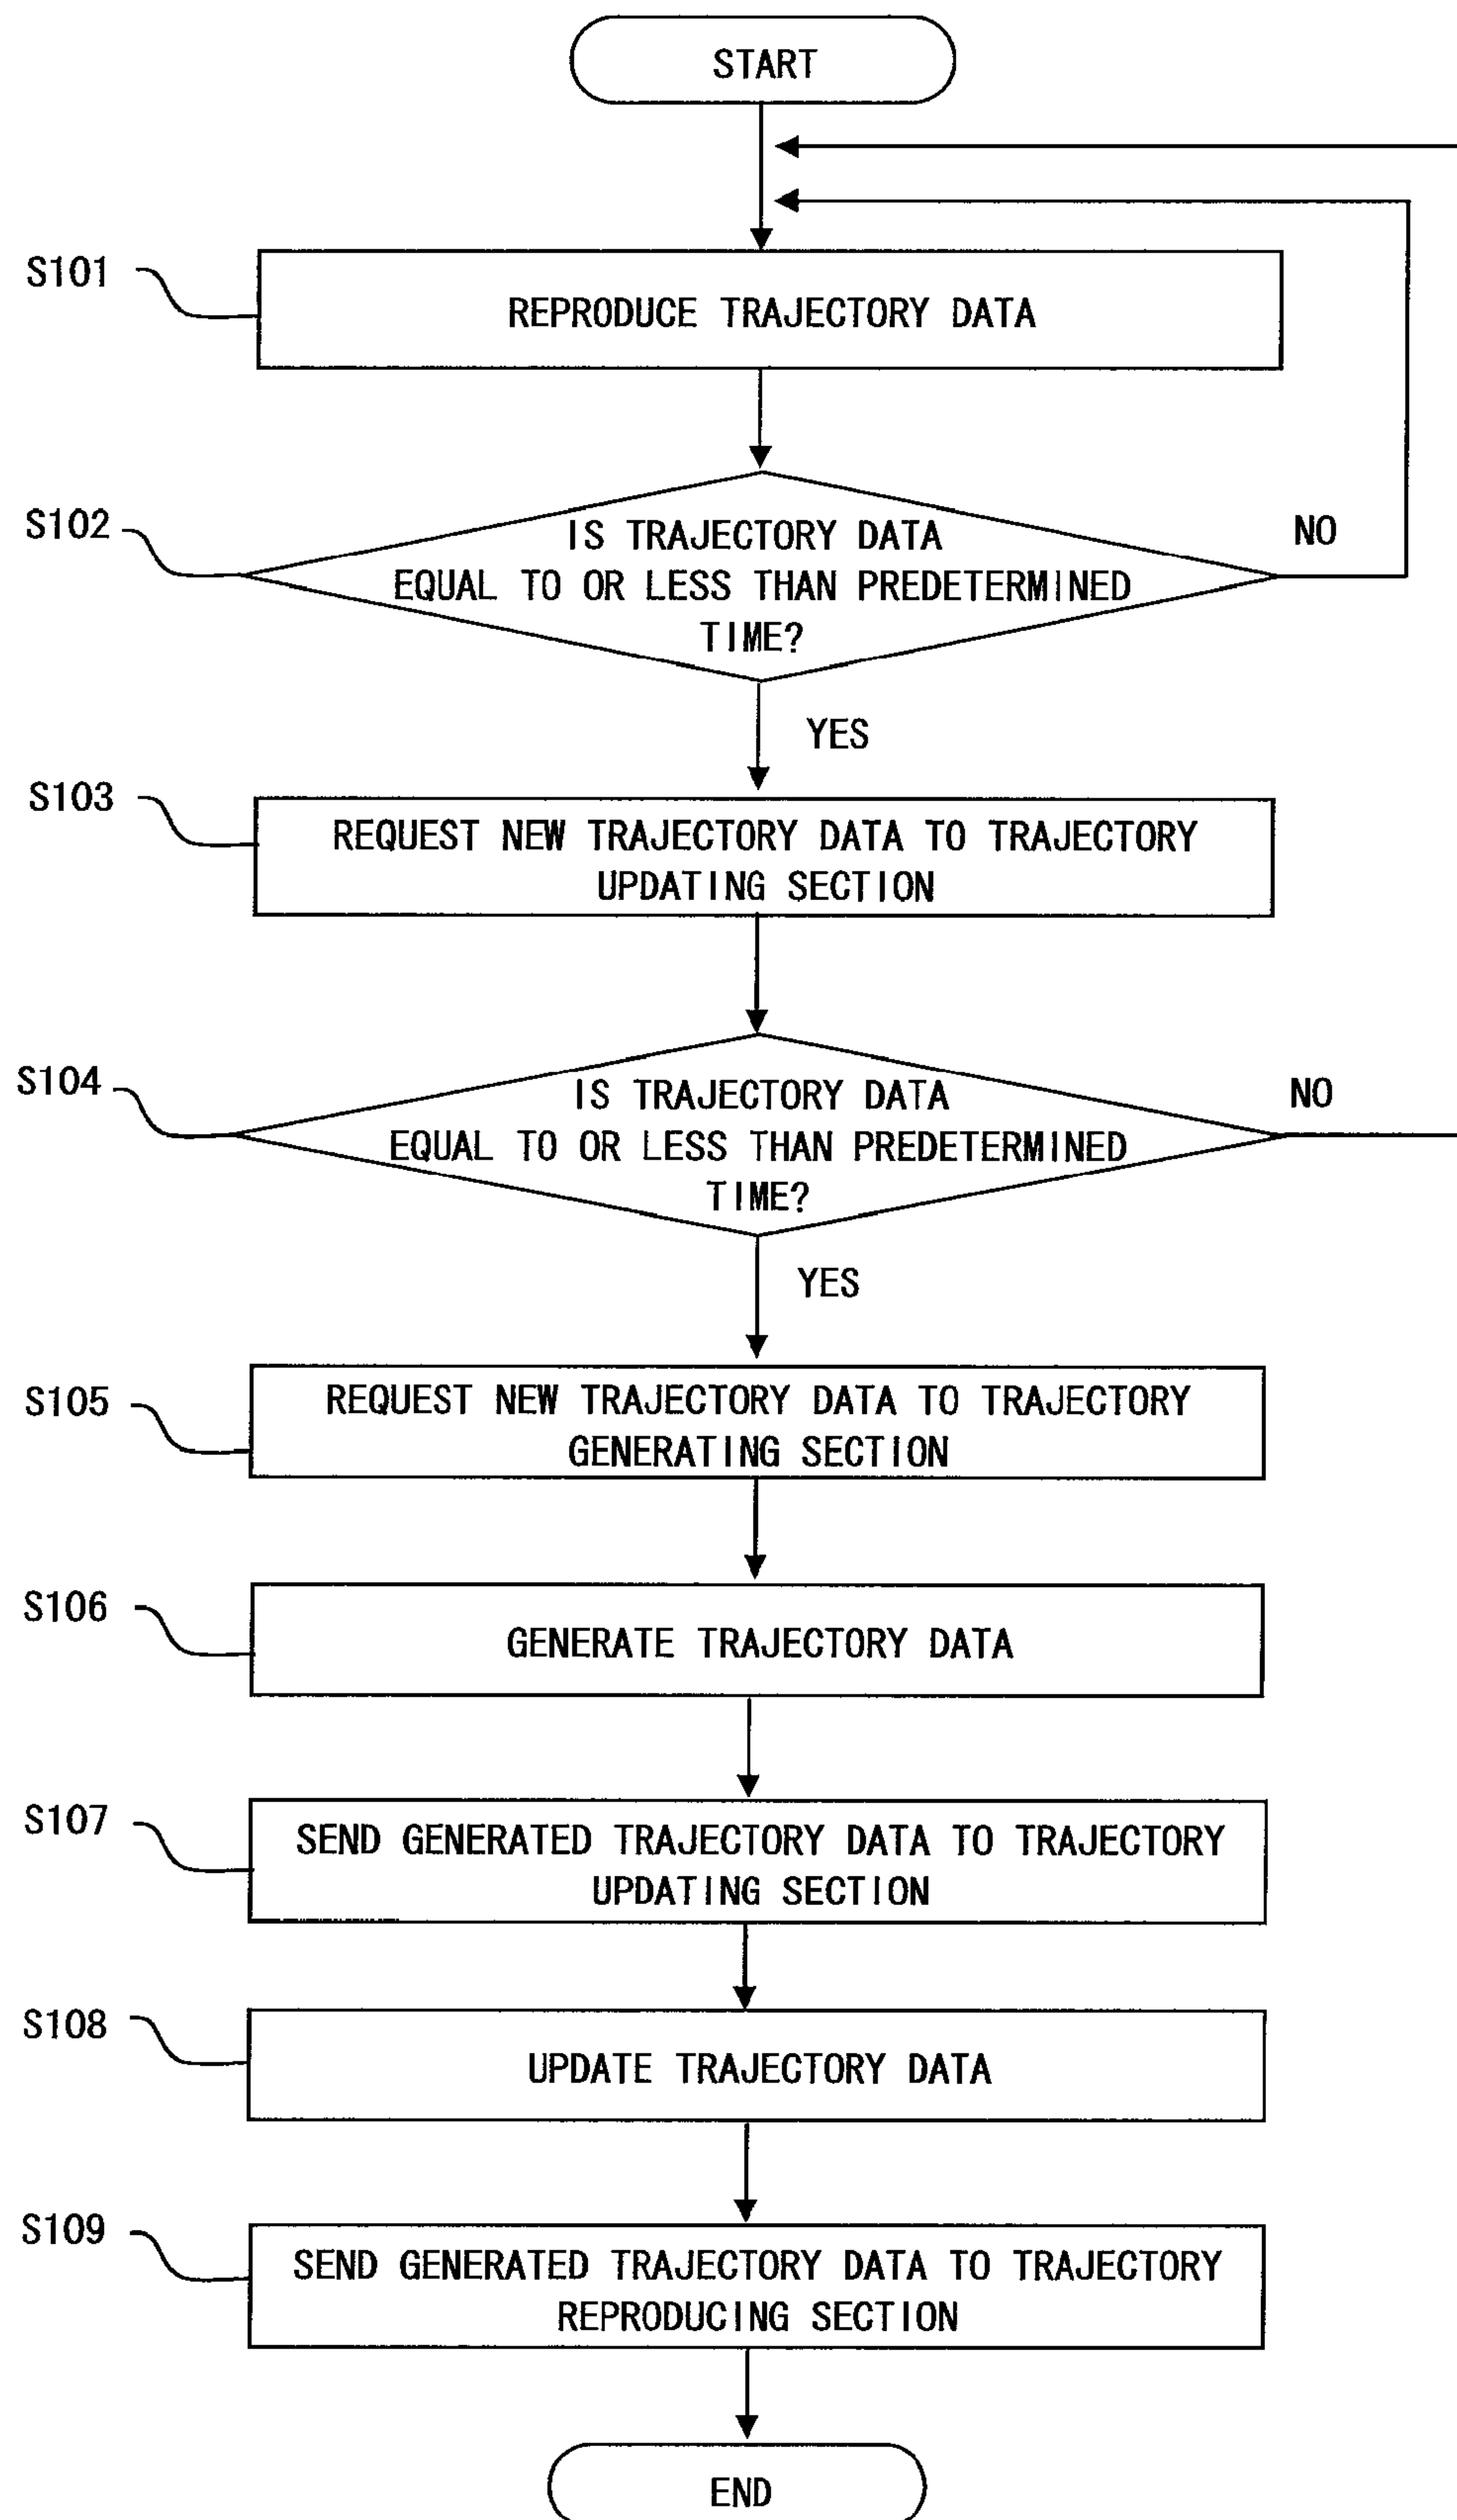 START
S101
REPRODUCE TRAJECTORY DATA
S102
IS TRAJECTORY DATA
EQUAL TO OR LESS THAN PREDETERMINED
TIME?
NO
YES
S103
REQUEST NEW TRAJECTORY DATA TO TRAJECTORY
UPDATING SECTION
S104
IS TRAJECTORY DATA
EQUAL TO OR LESS THAN PREDETERMINED
TIME?
NO
YES
S105
REQUEST NEW TRAJECTORY DATA TO TRAJECTORY
GENERATING SECTION
S106
GENERATE TRAJECTORY DATA
S107
SEND GENERATED TRAJECTORY DATA TO TRAJECTORY
UPDATING SECTION
S108
UPDATE TRAJECTORY DATA
S109
SEND GENERATED TRAJECTORY DATA TO TRAJECTORY
REPRODUCING SECTION
END